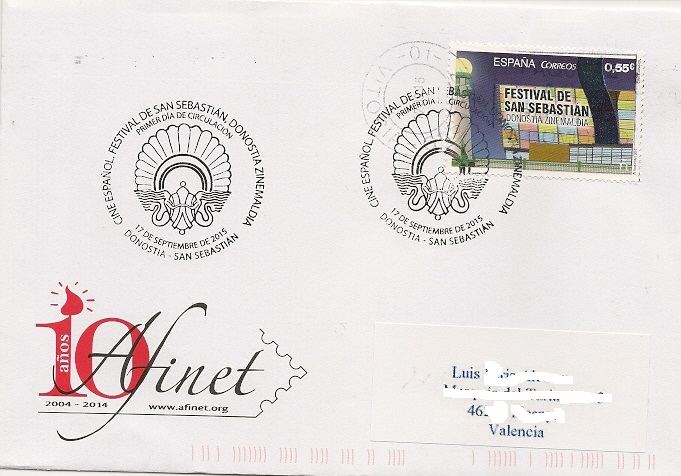 ESPAÑA CORREOS 0,55€
FESTIVAL DE
SAN SEBASTIÁN
DONOSTIA ZINEMALDIA
CINE ESPAÑOL. FESTIVAL DE SAN SEBASTIÁN. DONOSTIA ZINEMALDIA
PRIMER DIA DE CIRCULACIÓN
17 DE SEPTIEMBRE DE 2015
DONOSTIA - SAN SEBASTIÁN
CINE ESPAÑOL. FESTIVAL DE SAN SEBASTIÁN. DONOSTIA ZINEMALDIA
PRIMER DIA DE CIRCULACIÓN
17 DE SEPTIEMBRE DE 2015
DONOSTIA - SAN SEBASTIÁN
10 años
Afinet
2004 - 2014 www.afinet.org
Luis
Valencia